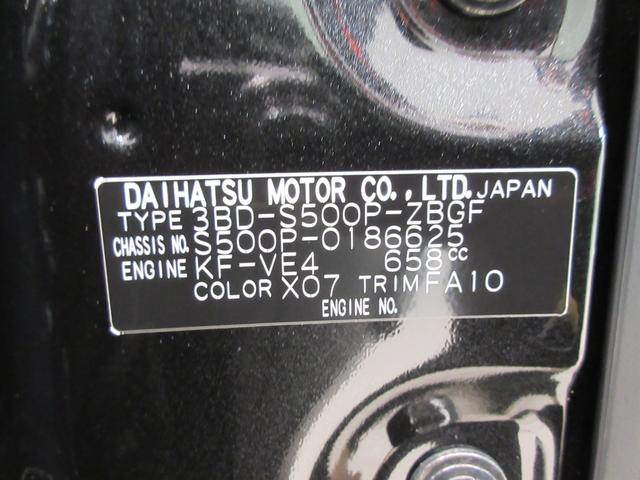 DAIHATSU MOTOR CO., LTD. JAPAN
TYPE 3BD-S500P-ZBGF
CHASSIS NO. S500P-0186625
ENGINE KF-VE4 658cc
COLOR X07 TRIM FA10
ENGINE NO.